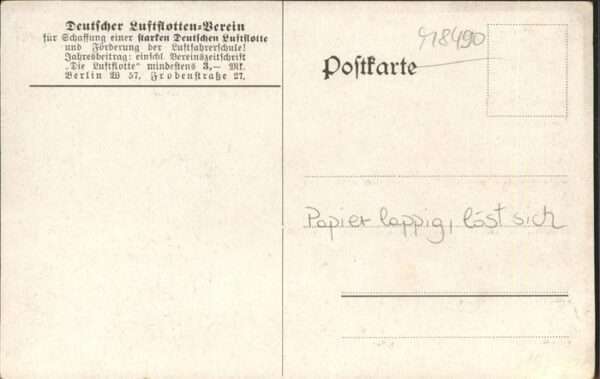 Deutscher Luftflotten-Verein
für Schaffung einer starken Deutschen Luftflotte
und Förderung der Luftfahrerschule!
Jahresbeitrag: einschl. Vereinszeitschrift
„Die Luftflotte“ mindestens 3,— Mk.
Berlin W 57, Frobenstraße 27.
418490
Postkarte
Papier lappig, löst sich